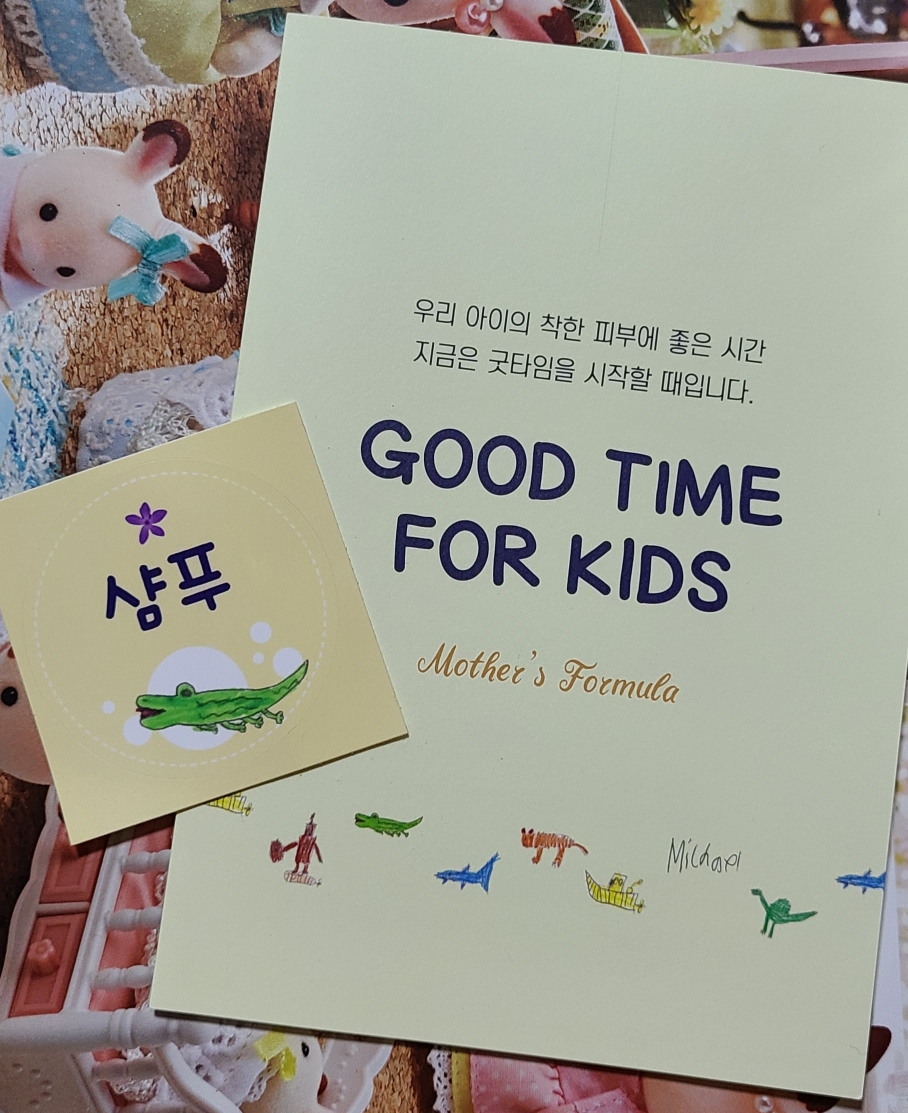 우리 아이의 착한 피부에 좋은 시간
지금은 굿타임을 시작할 때입니다.
GOOD TIME
FOR KIDS
Mother's Formula
Michael
샴푸